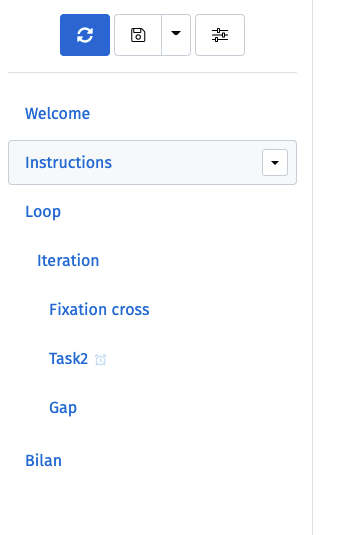 Welcome
Instructions
Loop
Iteration
Fixation cross
Task2
Gap
Bilan